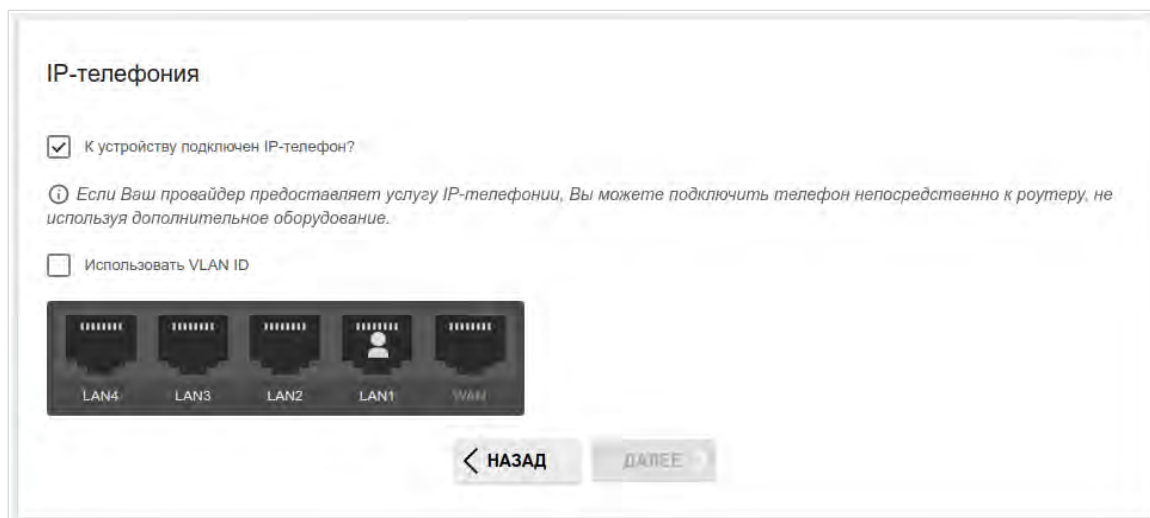 IP-телефония
К устройству подключен IP-телефон?
Если Ваш провайдер предоставляет услугу IP-телефонии, Вы можете подключить телефон непосредственно к роутеру, не
используя дополнительное оборудование.
Использовать VLAN ID
LAN4 LAN3 LAN2 LAN1 WAN
НАЗАД ДАЛЕЕ